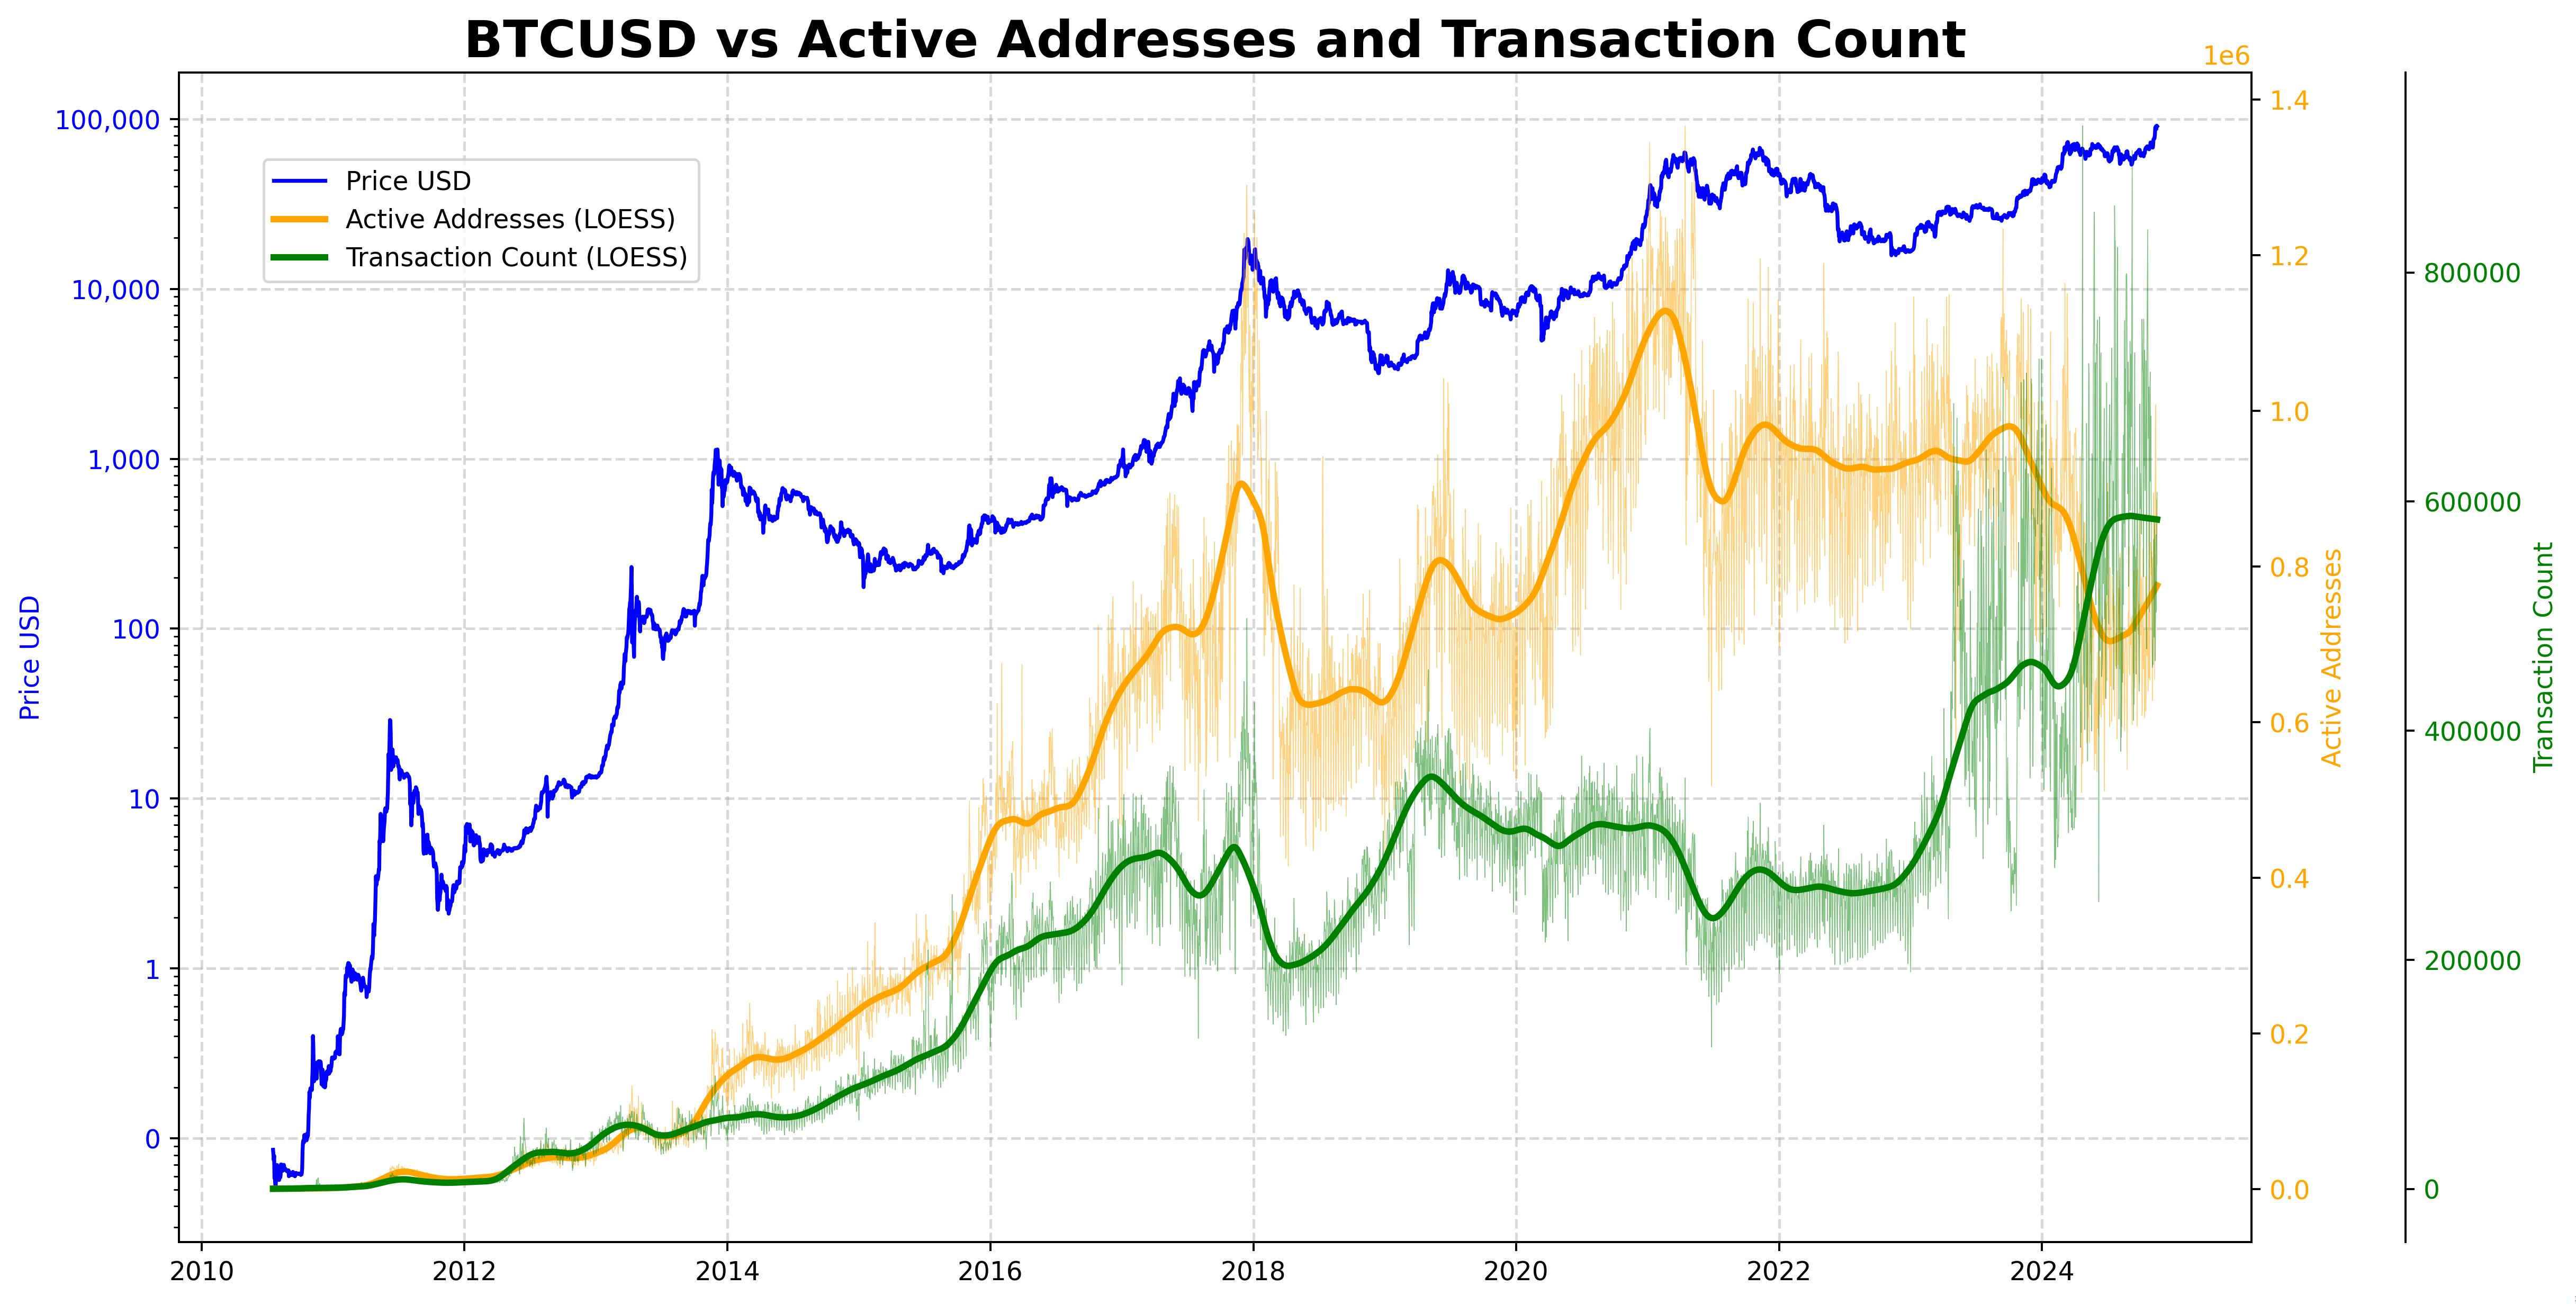 BTCUSD vs Active Addresses and Transaction Count
1e6
Price USD
Active Addresses (LOESS)
Transaction Count (LOESS)
100,000
10,000
1,000
100
10
1
0
Price USD
1.4
1.2
1.0
0.8
0.6
0.4
0.2
0.0
Active Addresses
800000
600000
400000
200000
0
Transaction Count
2010 2012 2014 2016 2018 2020 2022 2024